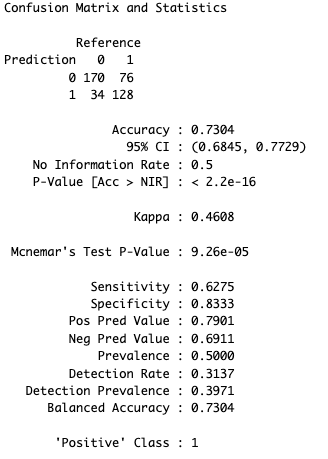 Confusion Matrix and Statistics
Reference
Prediction 0 1
0 170 76
1 34 128
Accuracy : 0.7304
95% CI : (0.6845, 0.7729)
No Information Rate : 0.5
P-Value [Acc > NIR] : < 2.2e-16
Kappa : 0.4608
Mcnemar's Test P-Value : 9.26e-05
Sensitivity : 0.6275
Specificity : 0.8333
Pos Pred Value : 0.7901
Neg Pred Value : 0.6911
Prevalence : 0.5000
Detection Rate : 0.3137
Detection Prevalence : 0.3971
Balanced Accuracy : 0.7304
'Positive' Class : 1